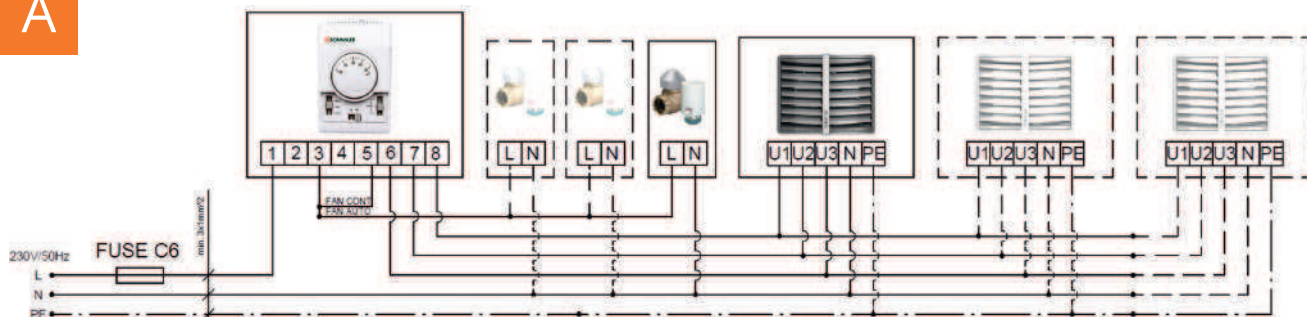 A
SONNIGER
1 2 3 4 5 6 7 8
L N
L N
L N
U1 U2 U3 N PE
U1 U2 U3 N PE
U1 U2 U3 N PE
FAN CONT
FAN AUTO
min. 3x1mm^2
230V/50Hz
FUSE C6
L
N
PE